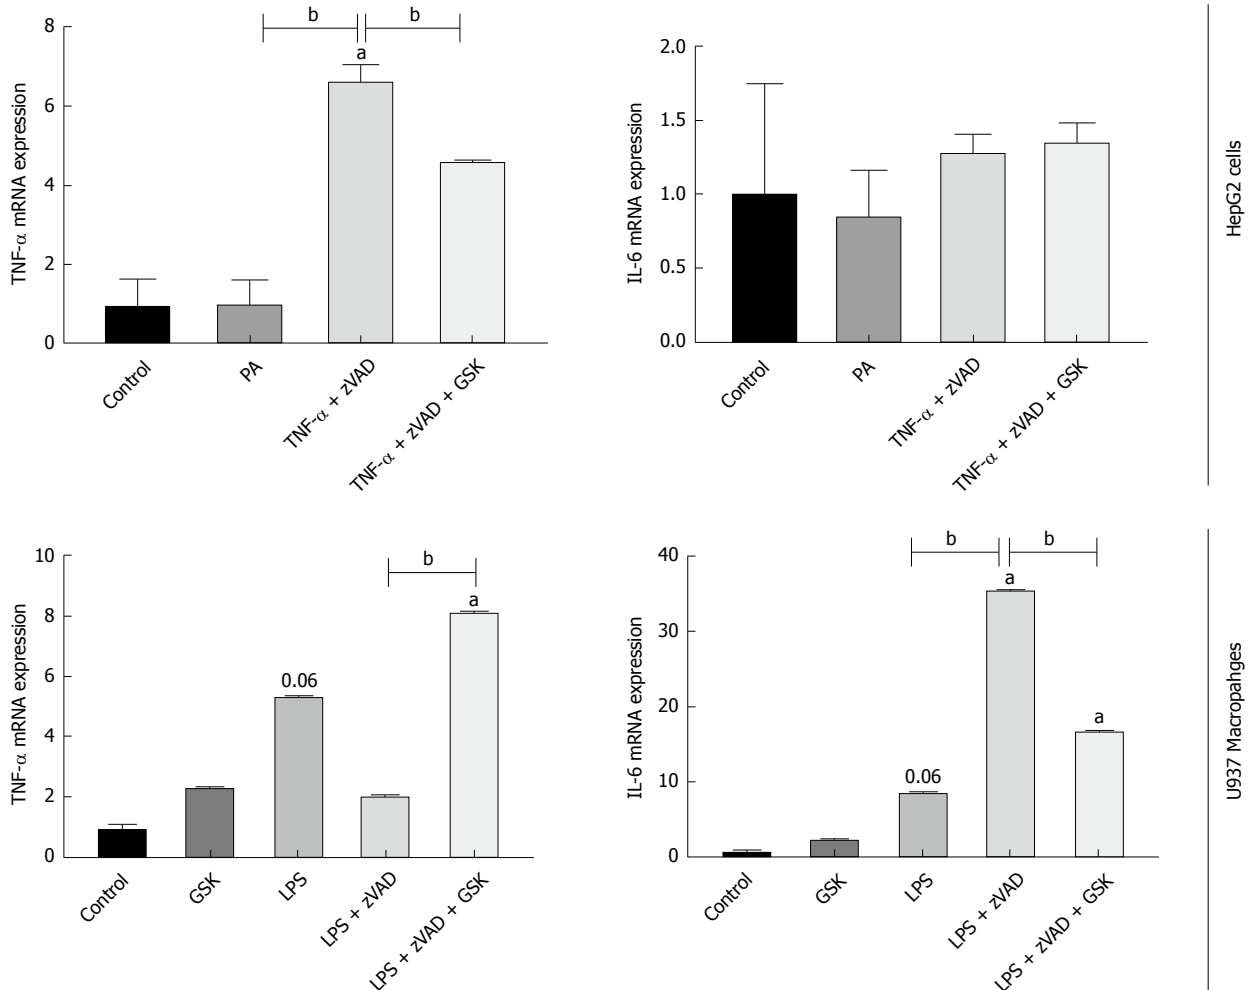 b
b
a
8
6
4
2
0
TNF-α mRNA expression
Control
PA
TNF-α + zVAD
TNF-α + zVAD + GSK
2.0
1.5
1.0
0.5
0.0
IL-6 mRNA expression
Control
PA
TNF-α + zVAD
TNF-α + zVAD + GSK
HepG2 cells
b
a
0.06
10
8
6
4
2
0
TNF-α mRNA expression
Control
GSK
LPS
LPS + zVAD
LPS + zVAD + GSK
b
b
a
a
0.06
40
30
20
10
0
IL-6 mRNA expression
Control
GSK
LPS
LPS + zVAD
LPS + zVAD + GSK
U937 Macropahges